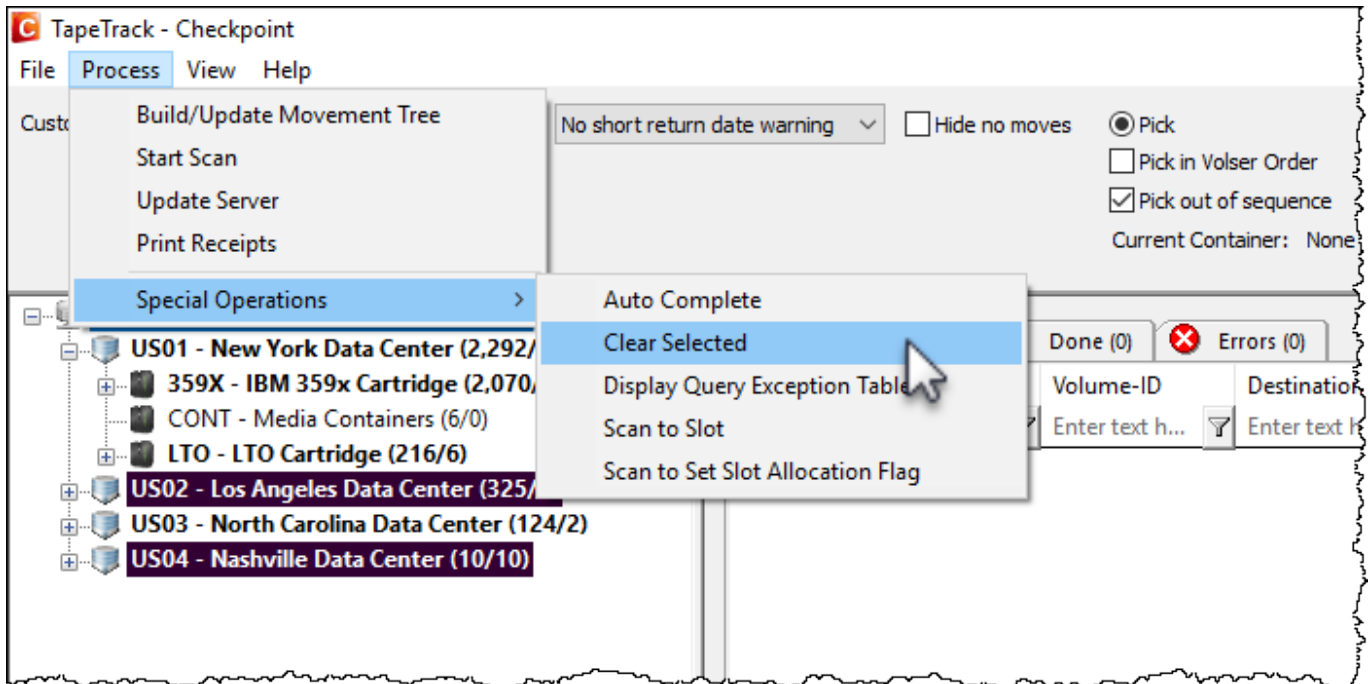 TapeTrack - Checkpoint
File Process View Help
Build/Update Movement Tree
Start Scan
Update Server
Print Receipts
Special Operations
Auto Complete
Clear Selected
Display Query Exception Table
Scan to Slot
Scan to Set Slot Allocation Flag
No short return date warning
Hide no moves
Pick
Pick in Volser Order
Pick out of sequence
Current Container: None
US01 - New York Data Center (2,292/
359X - IBM 359x Cartridge (2,070/
CONT - Media Containers (6/0)
LTO - LTO Cartridge (216/6)
US02 - Los Angeles Data Center (325/
US03 - North Carolina Data Center (124/2)
US04 - Nashville Data Center (10/10)
Done (0) Errors (0)
Volume-ID Destination
Enter text h... Enter text